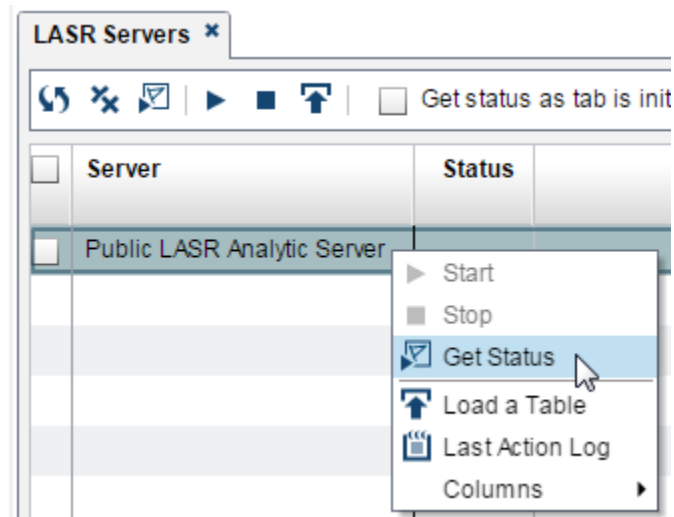 LASR Servers
Get status as tab is init
Server
Status
Public LASR Analytic Server
Start
Stop
Get Status
Load a Table
Last Action Log
Columns